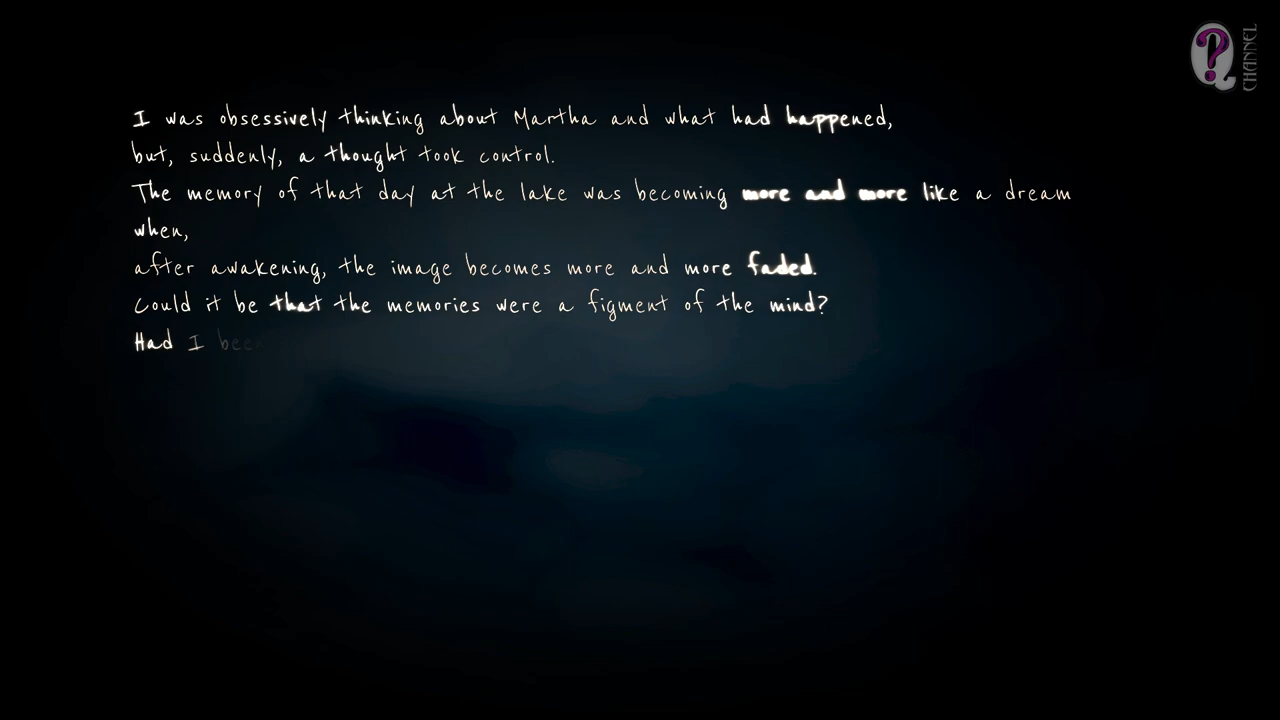 I was obsessively thinking about Martha and what had happened,
but, suddenly, a thought took control.
The memory of that day at the lake was becoming more and more like a dream
when,
after awakening, the image becomes more and more faded.
Could it be that the memories were a figment of the mind?
Had I bee
? CHANNEL